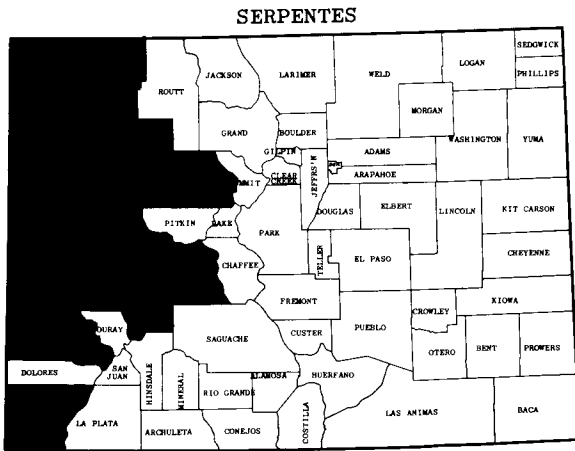 SERPENTES
SEDGWICK
LOGAN
JACKSON
LARIMER
WELD
PHILLIPS
ROUTT
MORGAN
GRAND
BOULDER
WASHINGTON
YUMA
GILPIN
ADAMS
CLEAR
CREEK
JEFFRS'N
ARAPAHOE
MMIT
DOUGLAS
ELBERT
LINCOLN
KIT CARSON
PITKIN
LAKE
PARK
TELLER
EL PASO
CHEYENNE
CHAFFEE
FREMONT
CROWLEY
KIOWA
OURAY
SAGUACHE
CUSTER
PUEBLO
OTERO
BENT
PROWERS
DOLORES
SAN
JUAN
HINSDALE
MINERAL
RIO GRANDE
ALAMOSA
HUERFANO
LA PLATA
ARCHULETA
CONEJOS
COSTILLA
LAS ANIMAS
BACA